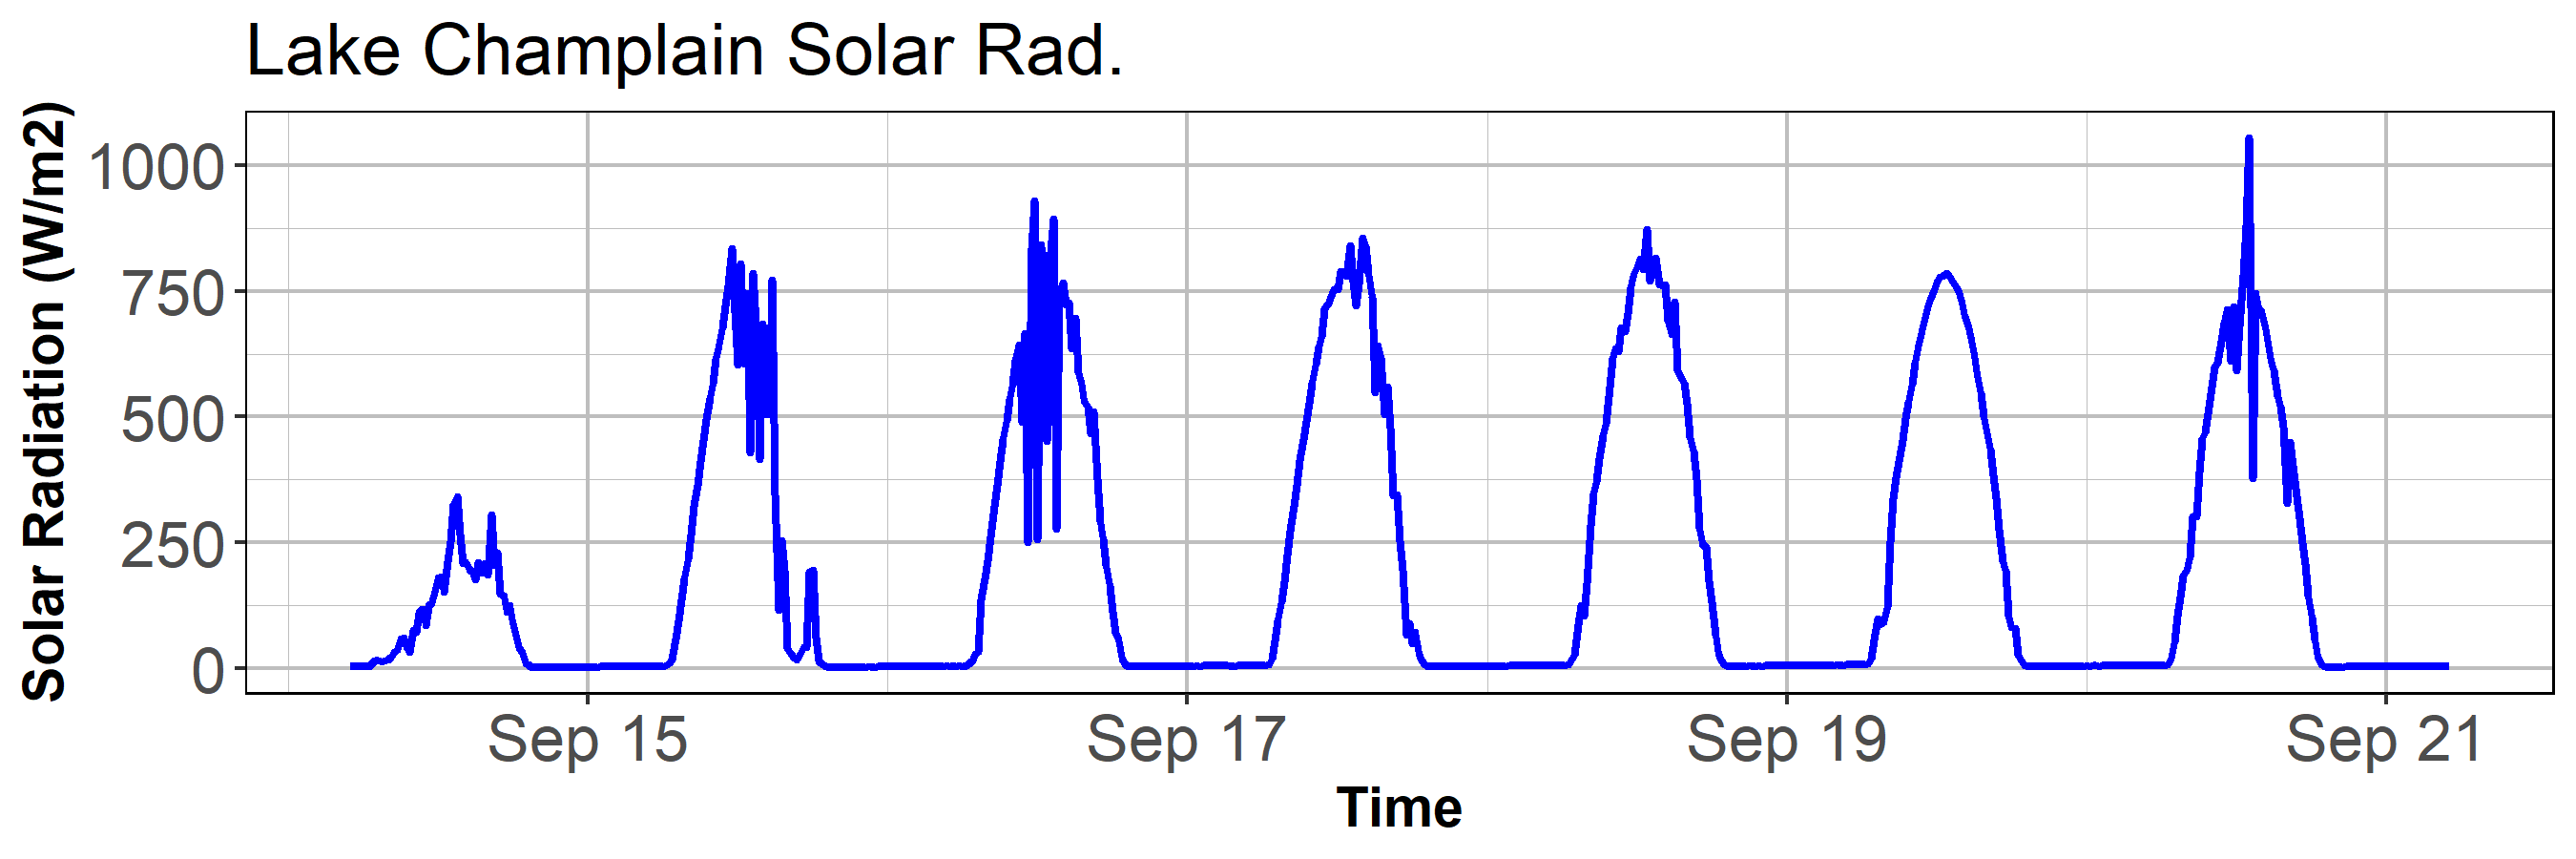 Lake Champlain Solar Rad.
Solar Radiation (W/m2)
1000
750
500
250
0
Sep 15 Sep 17 Sep 19 Sep 21
Time